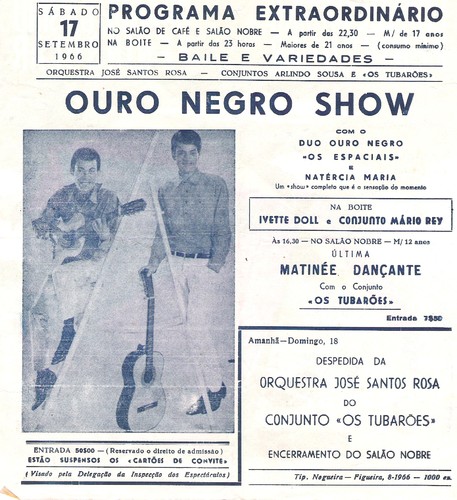 SÁBADO
17
SETEMBRO
1966
PROGRAMA EXTRAORDINÁRIO
NO SALÃO DE CAFÉ E SALÃO NOBRE — A partir das 22,30 — M/ de 17 anos
NA BOITE — A partir das 23 horas — Maiores de 21 anos — (consumo mínimo)
— BAILE E VARIEDADES —
ORQUESTRA JOSÉ SANTOS ROSA — CONJUNTOS ARLINDO SOUSA E «OS TUBARÕES»
OURO NEGRO SHOW
COM O
DUO OURO NEGRO
«OS ESPACIAIS»
E
NATÉRCIA MARIA
Um «show» completo que é a sensação do momento
NA BOITE
IVETTE DOLL e CONJUNTO MÁRIO REY
Às 16,30 — NO SALÃO NOBRE — M/ 12 anos
ÚLTIMA
MATINÉE DANÇANTE
Com o Conjunto
«OS TUBARÕES»
Entrada 7$50
Amanhã—Domingo, 18
DESPEDIDA DA
ORQUESTRA JOSÉ SANTOS ROSA
DO
CONJUNTO «OS TUBARÕES»
E
ENCERRAMENTO DO SALÃO NOBRE
ENTRADA 50$00 — (Reservado o direito de admissão)
ESTÃO SUSPENSOS OS «CARTÕES DE CONVITE»
(Visado pela Delegação da Inspecção dos Espectáculos)
Tip. Nogueira — Figueira, 8-1966 — 1000 ex.